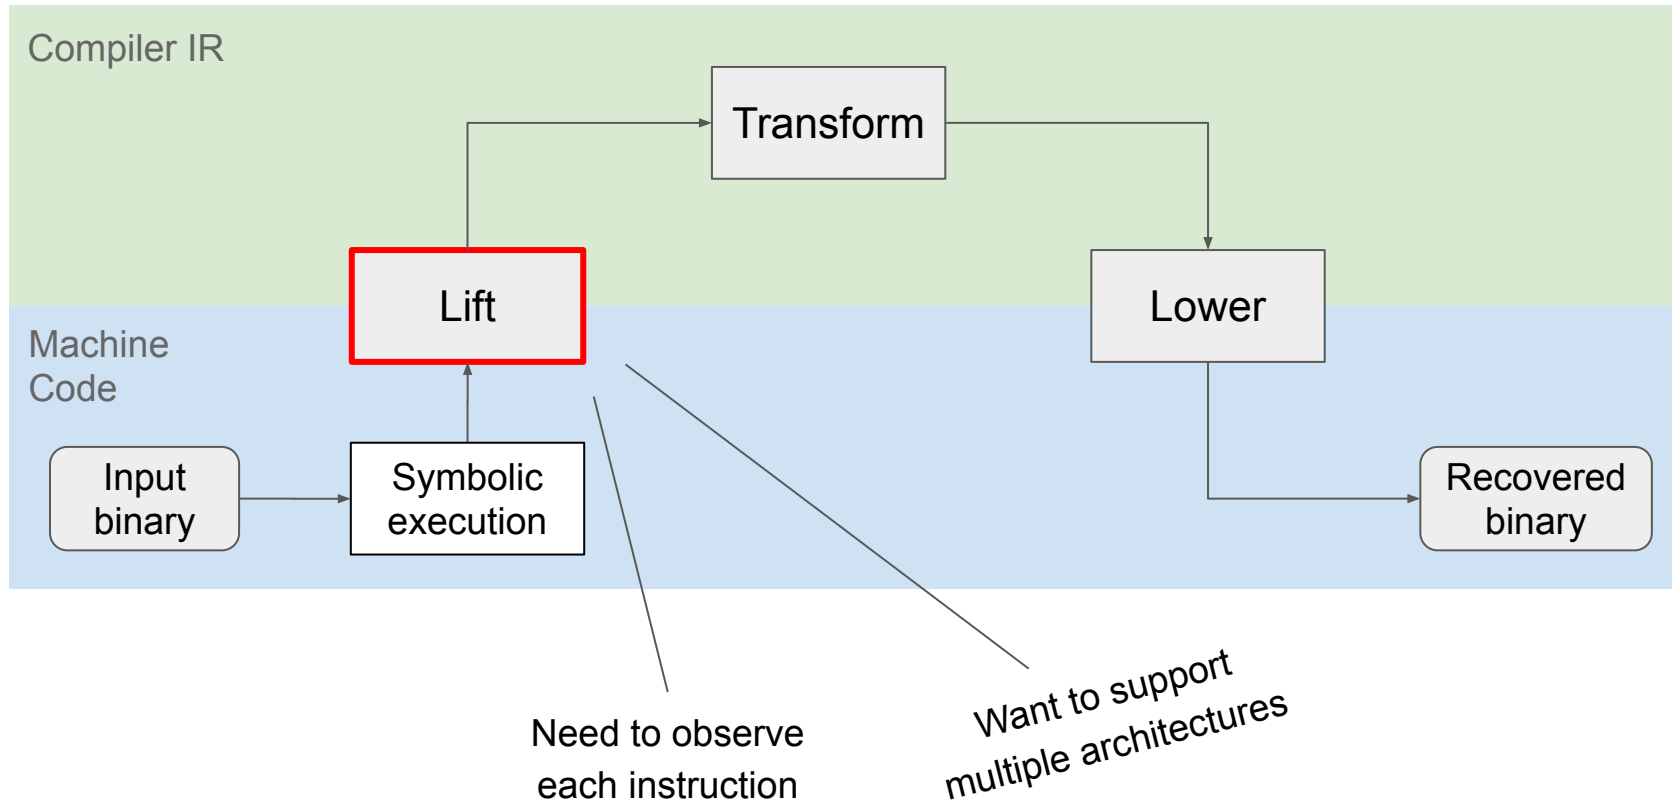 Compiler IR
Transform
Lift
Lower
Machine
Code
Input
binary
Symbolic
execution
Recovered
binary
Need to observe
each instruction
Want to support
multiple architectures